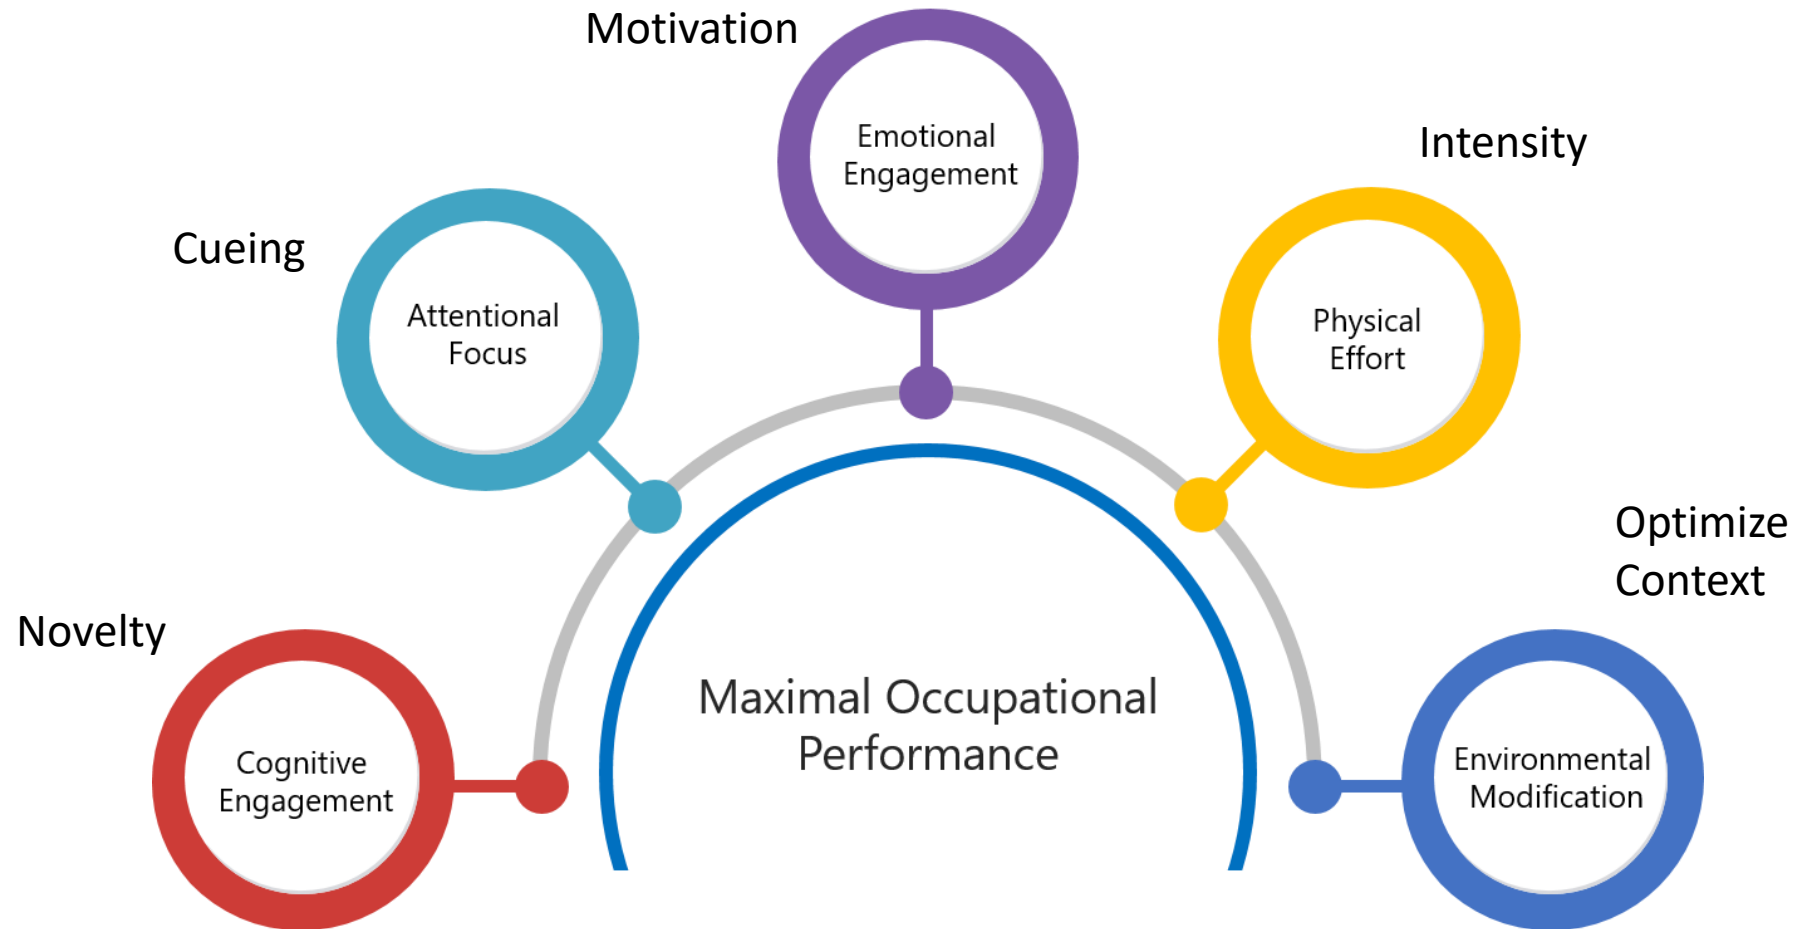 Motivation
Emotional
Engagement
Intensity
Cueing
Attentional
Focus
Physical
Effort
Optimize
Context
Novelty
Cognitive
Engagement
Maximal Occupational
Performance
Environmental
Modification